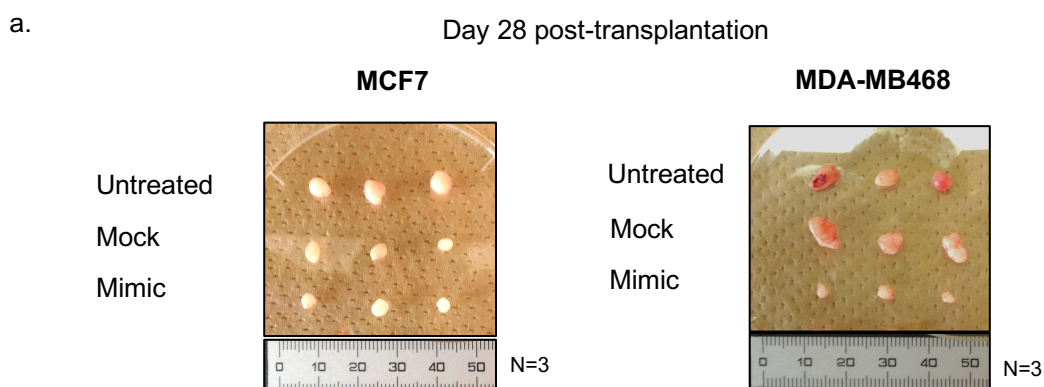 a.
Day 28 post-transplantation
MCF7
MDA-MB468
Untreated
Mock
Mimic
Untreated
Mock
Mimic
0 10 20 30 40 50
N=3
0 10 20 30 40 50
N=3